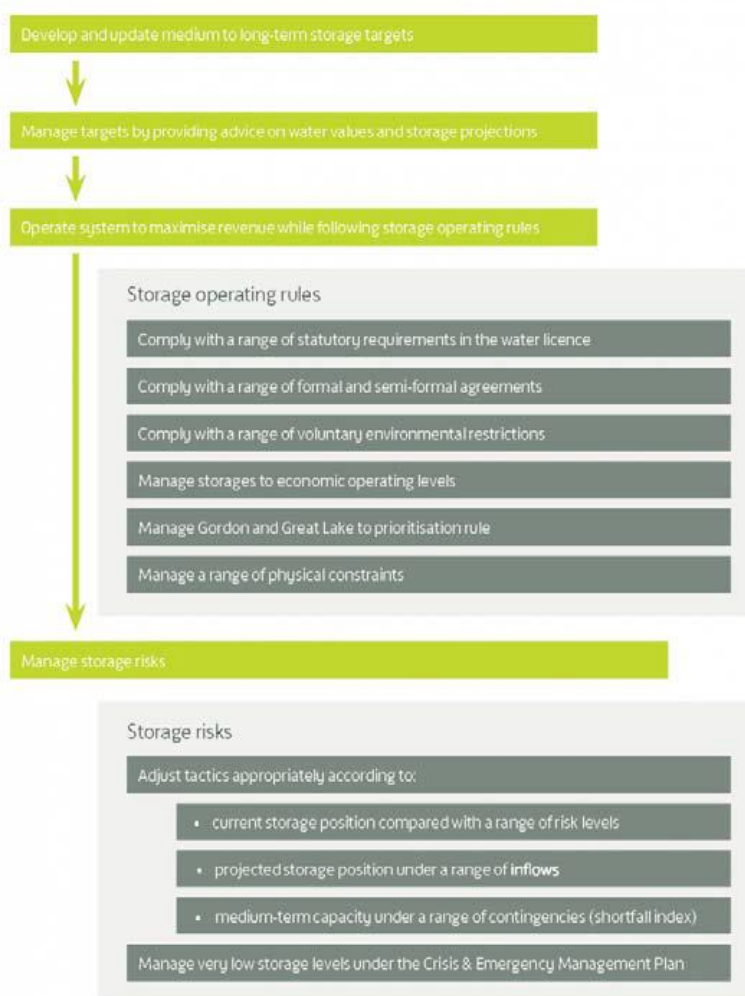 Develop and update medium to long-term storage targets
Manage targets by providing advice on water values and storage projections
Operate system to maximise revenue while following storage operating rules
Storage operating rules
Comply with a range of statutory requirements in the water licence
Comply with a range of formal and semi-formal agreements
Comply with a range of voluntary environmental restrictions
Manage storages to economic operating levels
Manage Gordon and Great Lake to prioritisation rule
Manage a range of physical constraints
Manage storage risks
Storage risks
Adjust tactics appropriately according to:
• current storage position compared with a range of risk levels
• projected storage position under a range of inflows
• medium-term capacity under a range of contingencies (shortfall index)
Manage very low storage levels under the Crisis & Emergency Management Plan